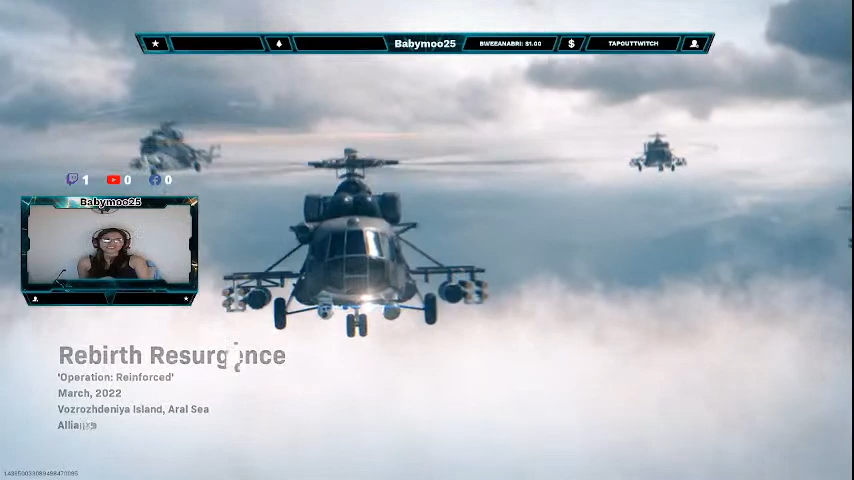 Babymoo25
BWEEANABRI: $1.00
$
TAPOUTTWITCH
1
0
0
Babymoo25
Rebirth Resurgence
'Operation: Reinforced'
March, 2022
Vozrozhdeniya Island, Aral Sea